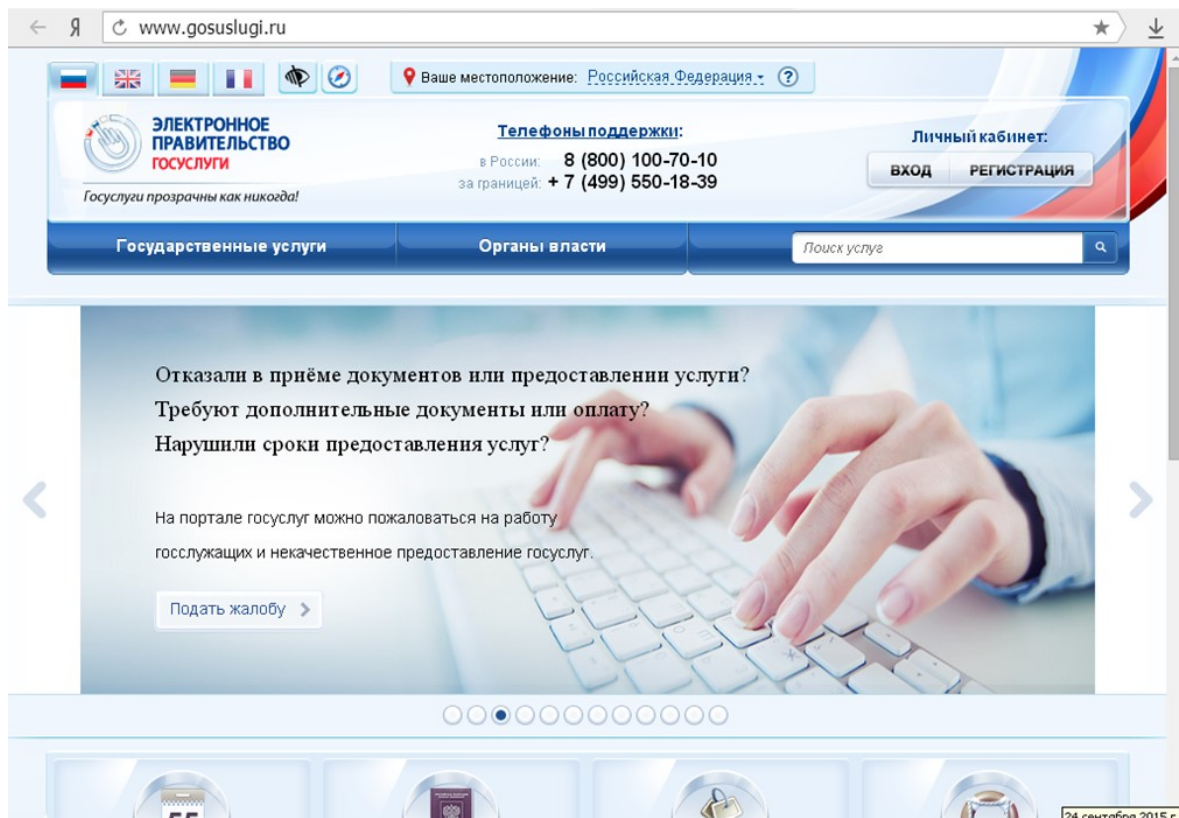 Я www.gosuslugi.ru
Ваше местоположение: Российская Федерация ?
ЭЛЕКТРОННОЕ
ПРАВИТЕЛЬСТВО
ГОСУСЛУГИ
Госуслуги прозрачны как никогда!
Телефоны поддержки:
в России: 8 (800) 100-70-10
за границей: + 7 (499) 550-18-39
Личный кабинет:
ВХОД РЕГИСТРАЦИЯ
Государственные услуги Органы власти Поиск услуг
Отказали в приёме документов или предоставлении услуги?
Требуют дополнительные документы или оплату?
Нарушили сроки предоставления услуг?
На портале госуслуг можно пожаловаться на работу
госслужащих и некачественное предоставление госуслуг.
Подать жалобу
24 сентября 2015 г.